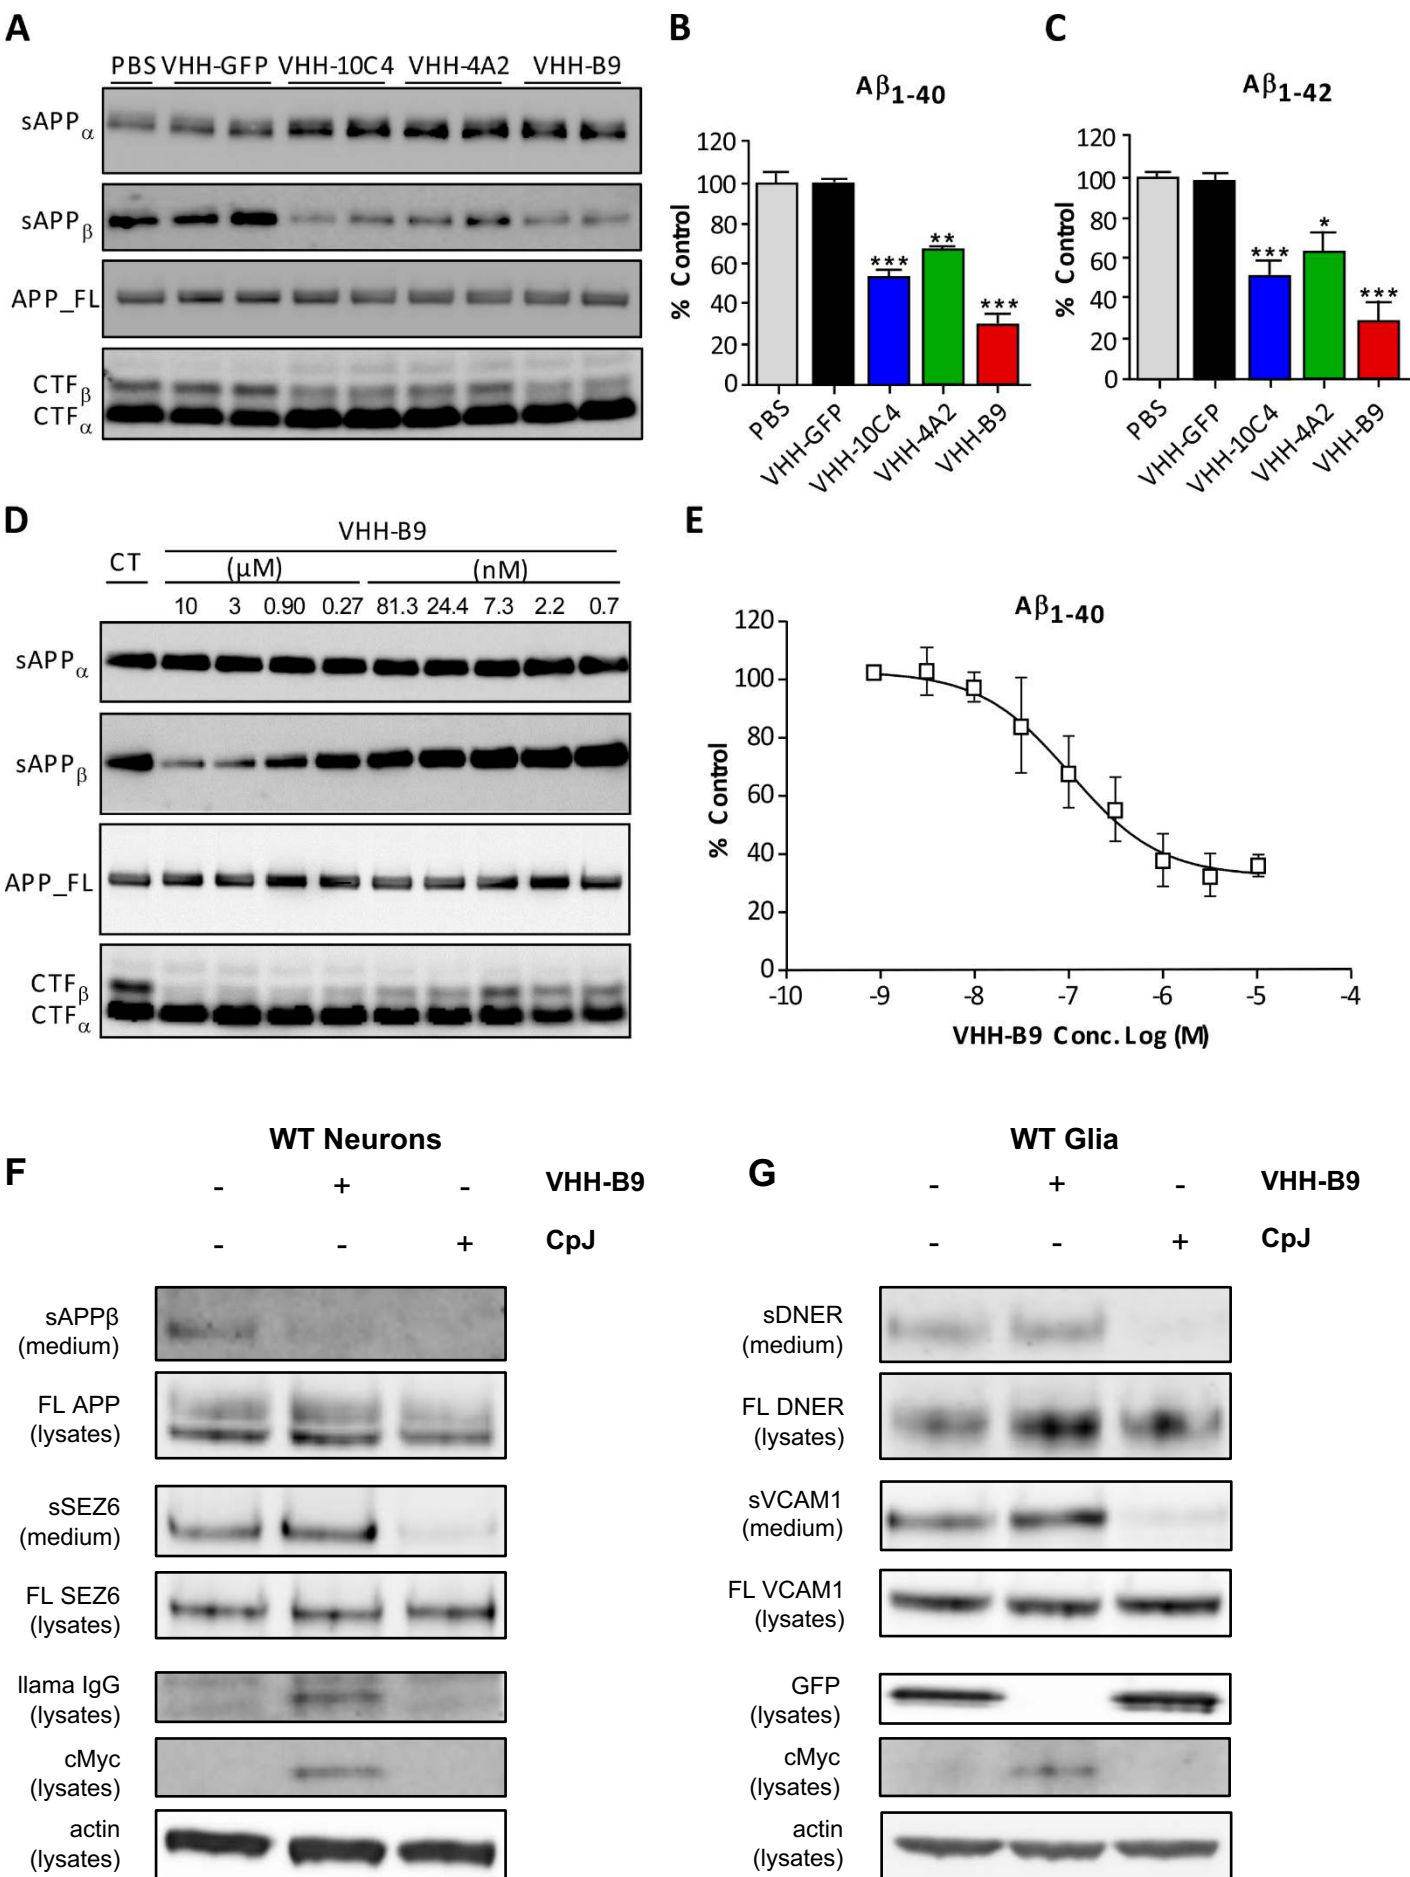 A
PBS VHH-GFP VHH-10C4 VHH-4A2 VHH-B9
sAPPα
sAPPβ
APP_FL
CTFβ
CTFα
B
Aβ1-40
% Control
120
100
80
60
40
20
0
*** ** ***
PBS VHH-GFP VHH-10C4 VHH-4A2 VHH-B9
C
Aβ1-42
% Control
120
100
80
60
40
20
0
*** * ***
PBS VHH-GFP VHH-10C4 VHH-4A2 VHH-B9
D
VHH-B9
CT (μM) (nM)
10 3 0.90 0.27 81.3 24.4 7.3 2.2 0.7
sAPPα
sAPPβ
APP_FL
CTFβ
CTFα
E
Aβ1-40
% Control
120
100
80
60
40
20
0
-10 -9 -8 -7 -6 -5 -4
VHH-B9 Conc. Log (M)
WT Neurons
F
- + - VHH-B9
- - + CpJ
sAPPβ
(medium)
FL APP
(lysates)
sSEZ6
(medium)
FL SEZ6
(lysates)
llama IgG
(lysates)
cMyc
(lysates)
actin
(lysates)
WT Glia
G
- + - VHH-B9
- - + CpJ
sDNER
(medium)
FL DNER
(lysates)
sVCAM1
(medium)
FL VCAM1
(lysates)
GFP
(lysates)
cMyc
(lysates)
actin
(lysates)